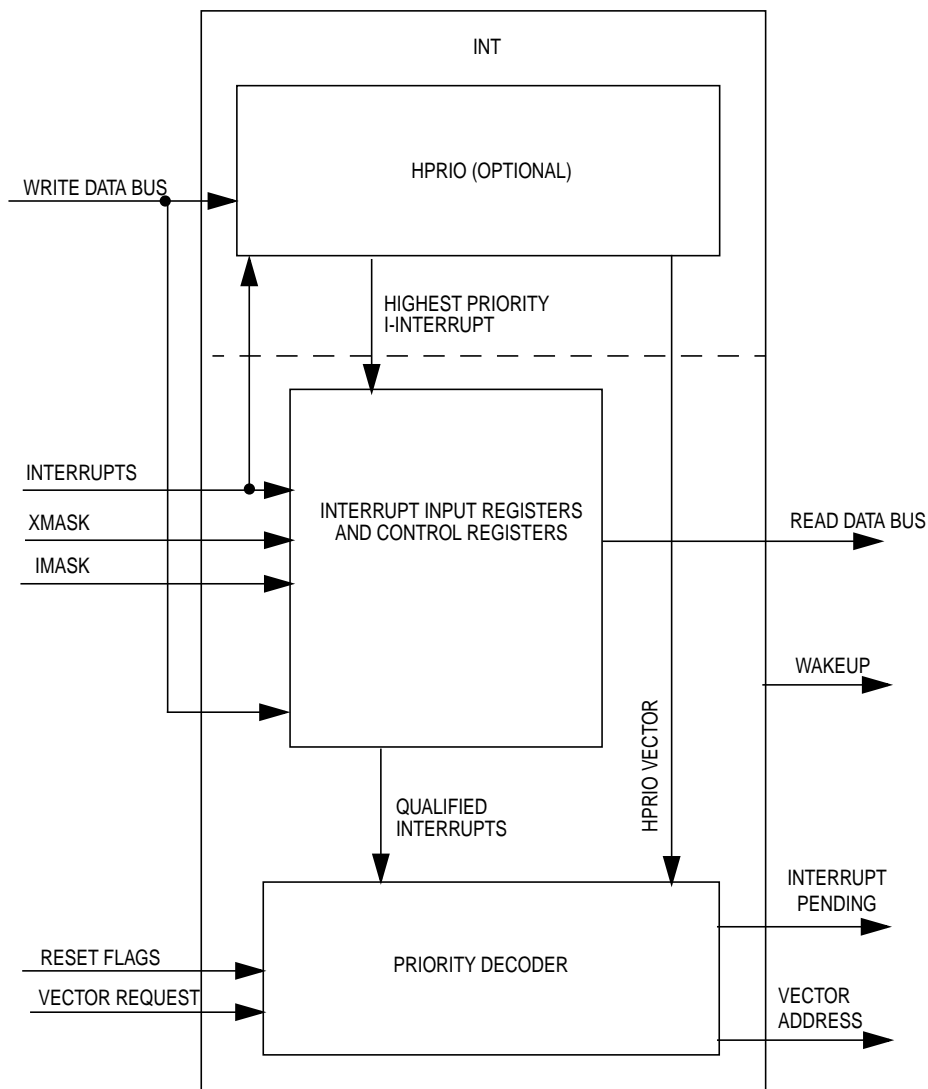 INT
HPRIO (OPTIONAL)
WRITE DATA BUS
HIGHEST PRIORITY
I-INTERRUPT
INTERRUPTS
XMASK
IMASK
INTERRUPT INPUT REGISTERS
AND CONTROL REGISTERS
READ DATA BUS
WAKEUP
HPRIO VECTOR
QUALIFIED
INTERRUPTS
INTERRUPT
PENDING
RESET FLAGS
VECTOR REQUEST
PRIORITY DECODER
VECTOR
ADDRESS